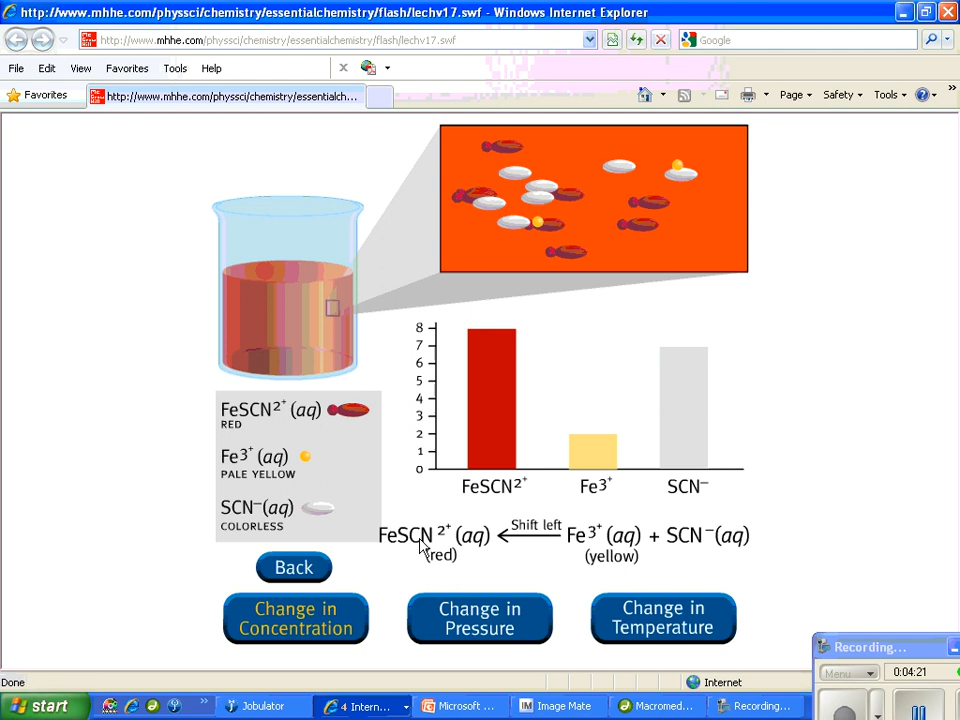 http://www.mhhe.com/physsci/chemistry/essentialchemistry/flash/lechv17.swf - Windows Internet Explorer
http://www.mhhe.com/physsci/chemistry/essentialchemistry/flash/lechv17.swf
Google
File Edit View Favorites Tools Help
Favorites
http://www.mhhe.com/physsci/chemistry/essentialch...
Page Safety Tools
8
7
6
5
4
3
2
1
0
FeSCN²⁺ Fe³⁺ SCN⁻
FeSCN²⁺ (aq)
RED
Fe³⁺ (aq)
PALE YELLOW
SCN⁻(aq)
COLORLESS
FeSCN²⁺ (aq) Shift left Fe³⁺ (aq) + SCN⁻(aq)
(red) (yellow)
Back
Change in Concentration
Change in Pressure
Change in Temperature
Recording...
Menu
0:04:21
Done
Internet
start
Jobulator
4 Intern...
Microsoft ...
Image Mate
Macromed...
Recording...